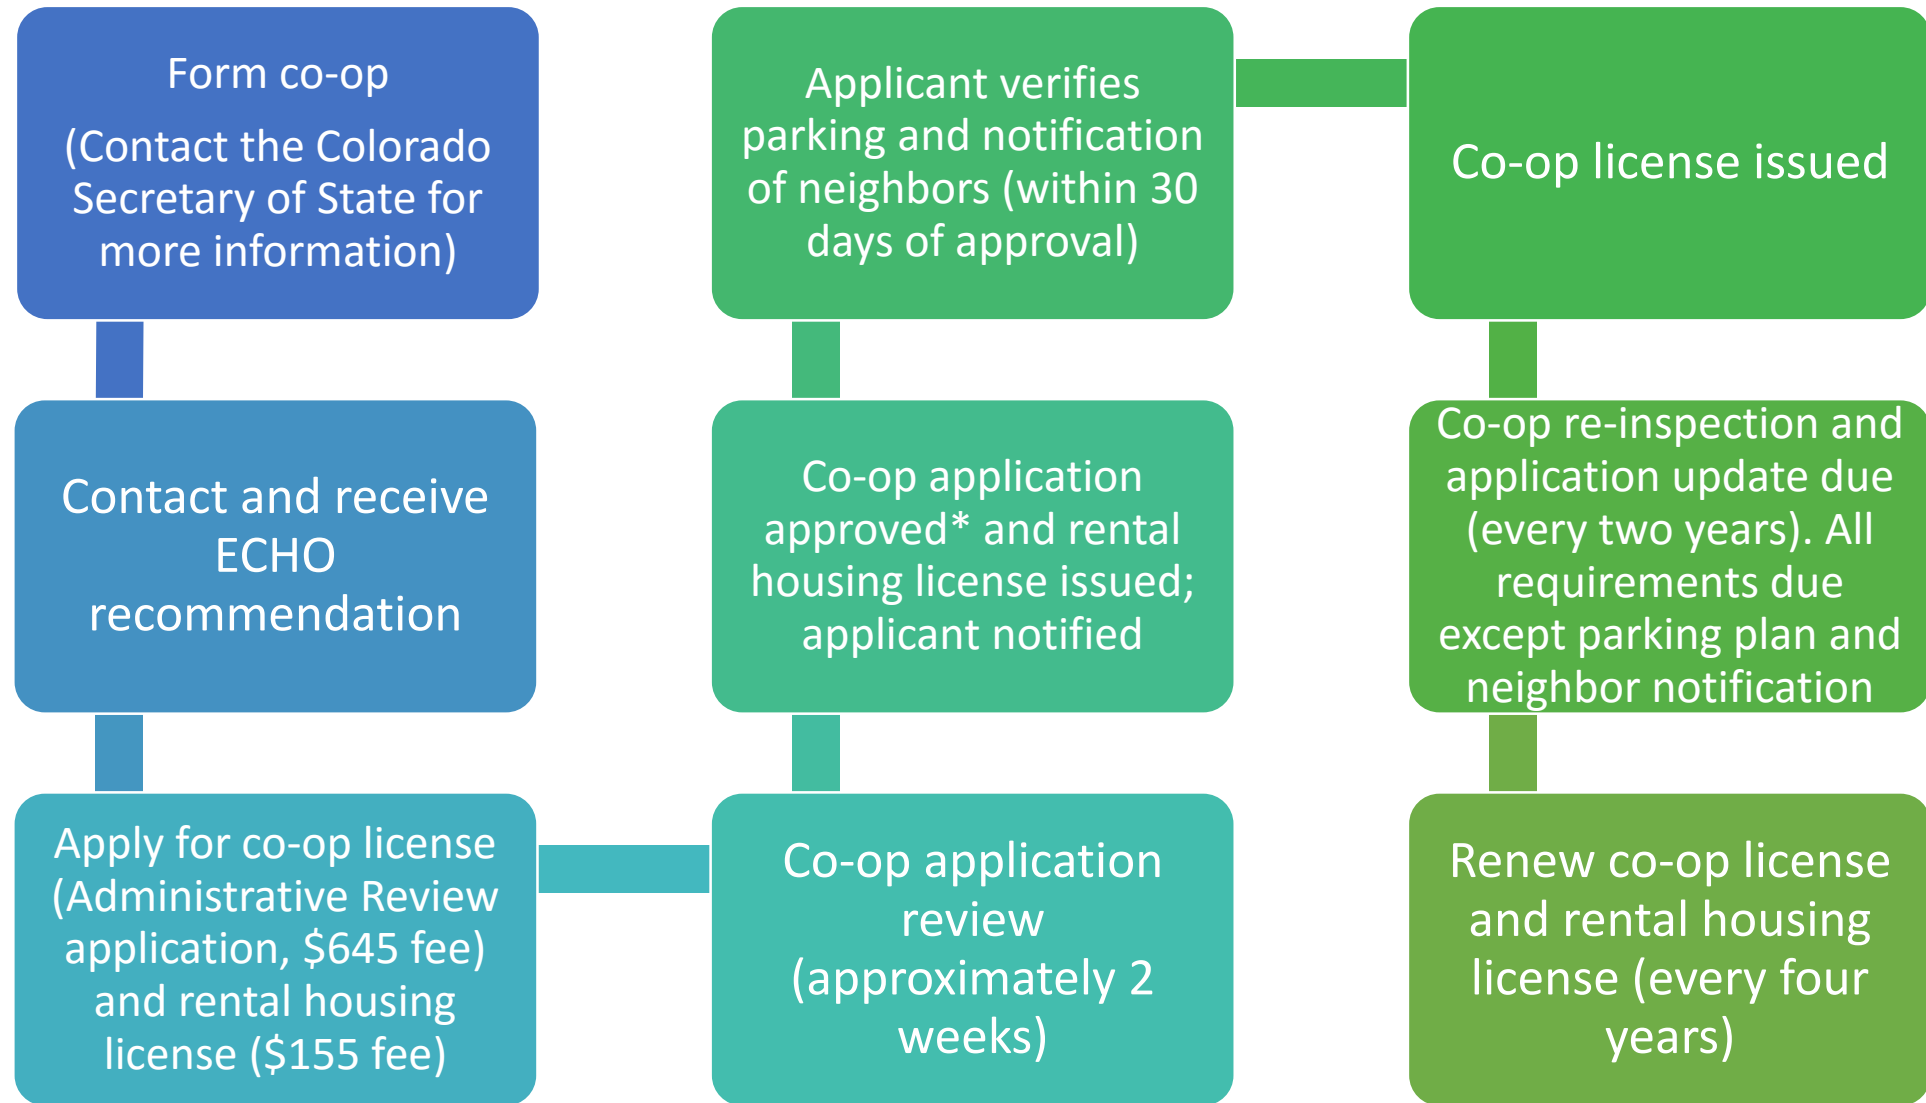 Form co-op
(Contact the Colorado
Secretary of State for
more information)
Contact and receive
ECHO
recommendation
Apply for co-op license
(Administrative Review
application, $645 fee)
and rental housing
license ($155 fee)
Co-op application
review
(approximately 2
weeks)
Co-op application
approved* and rental
housing license issued;
applicant notified
Applicant verifies
parking and notification
of neighbors (within 30
days of approval)
Co-op license issued
Co-op re-inspection and
application update due
(every two years). All
requirements due
except parking plan and
neighbor notification
Renew co-op license
and rental housing
license (every four
years)